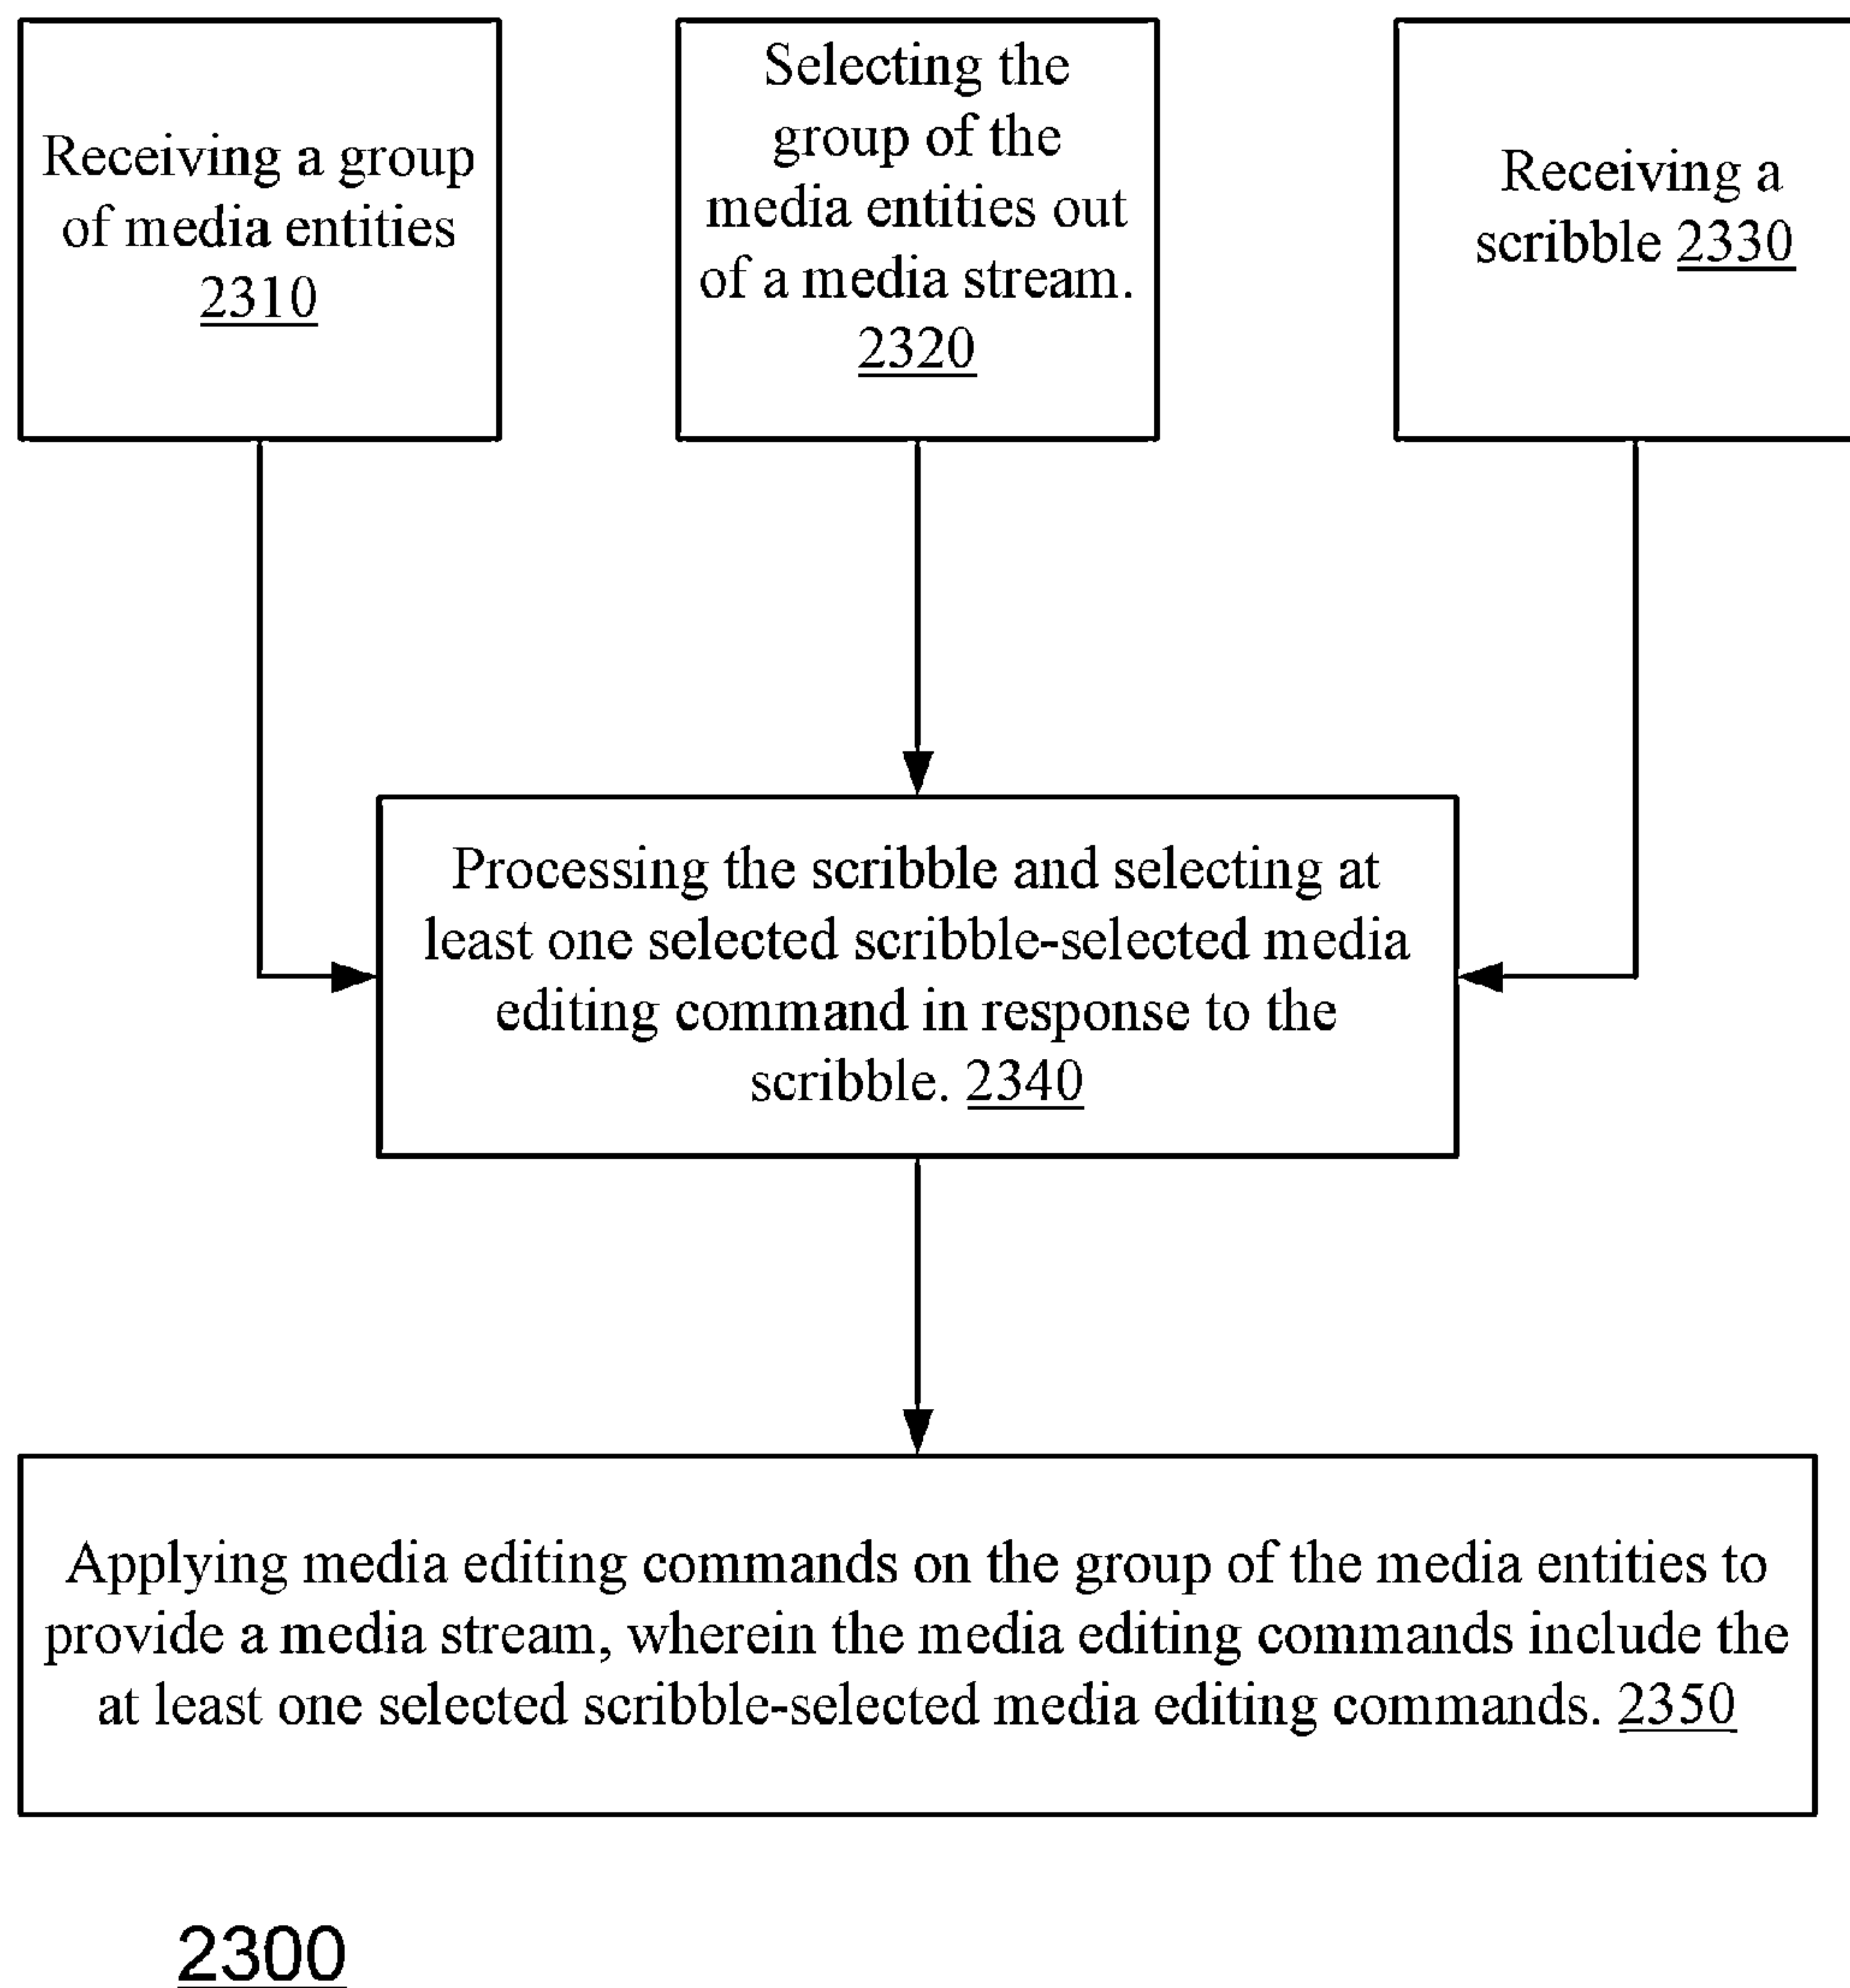 Receiving a group
of media entities
2310
Selecting the
group of the
media entities out
of a media stream.
2320
Receiving a
scribble 2330
Processing the scribble and selecting at
least one selected scribble-selected media
editing command in response to the
scribble. 2340
Applying media editing commands on the group of the media entities to
provide a media stream, wherein the media editing commands include the
at least one selected scribble-selected media editing commands. 2350
2300